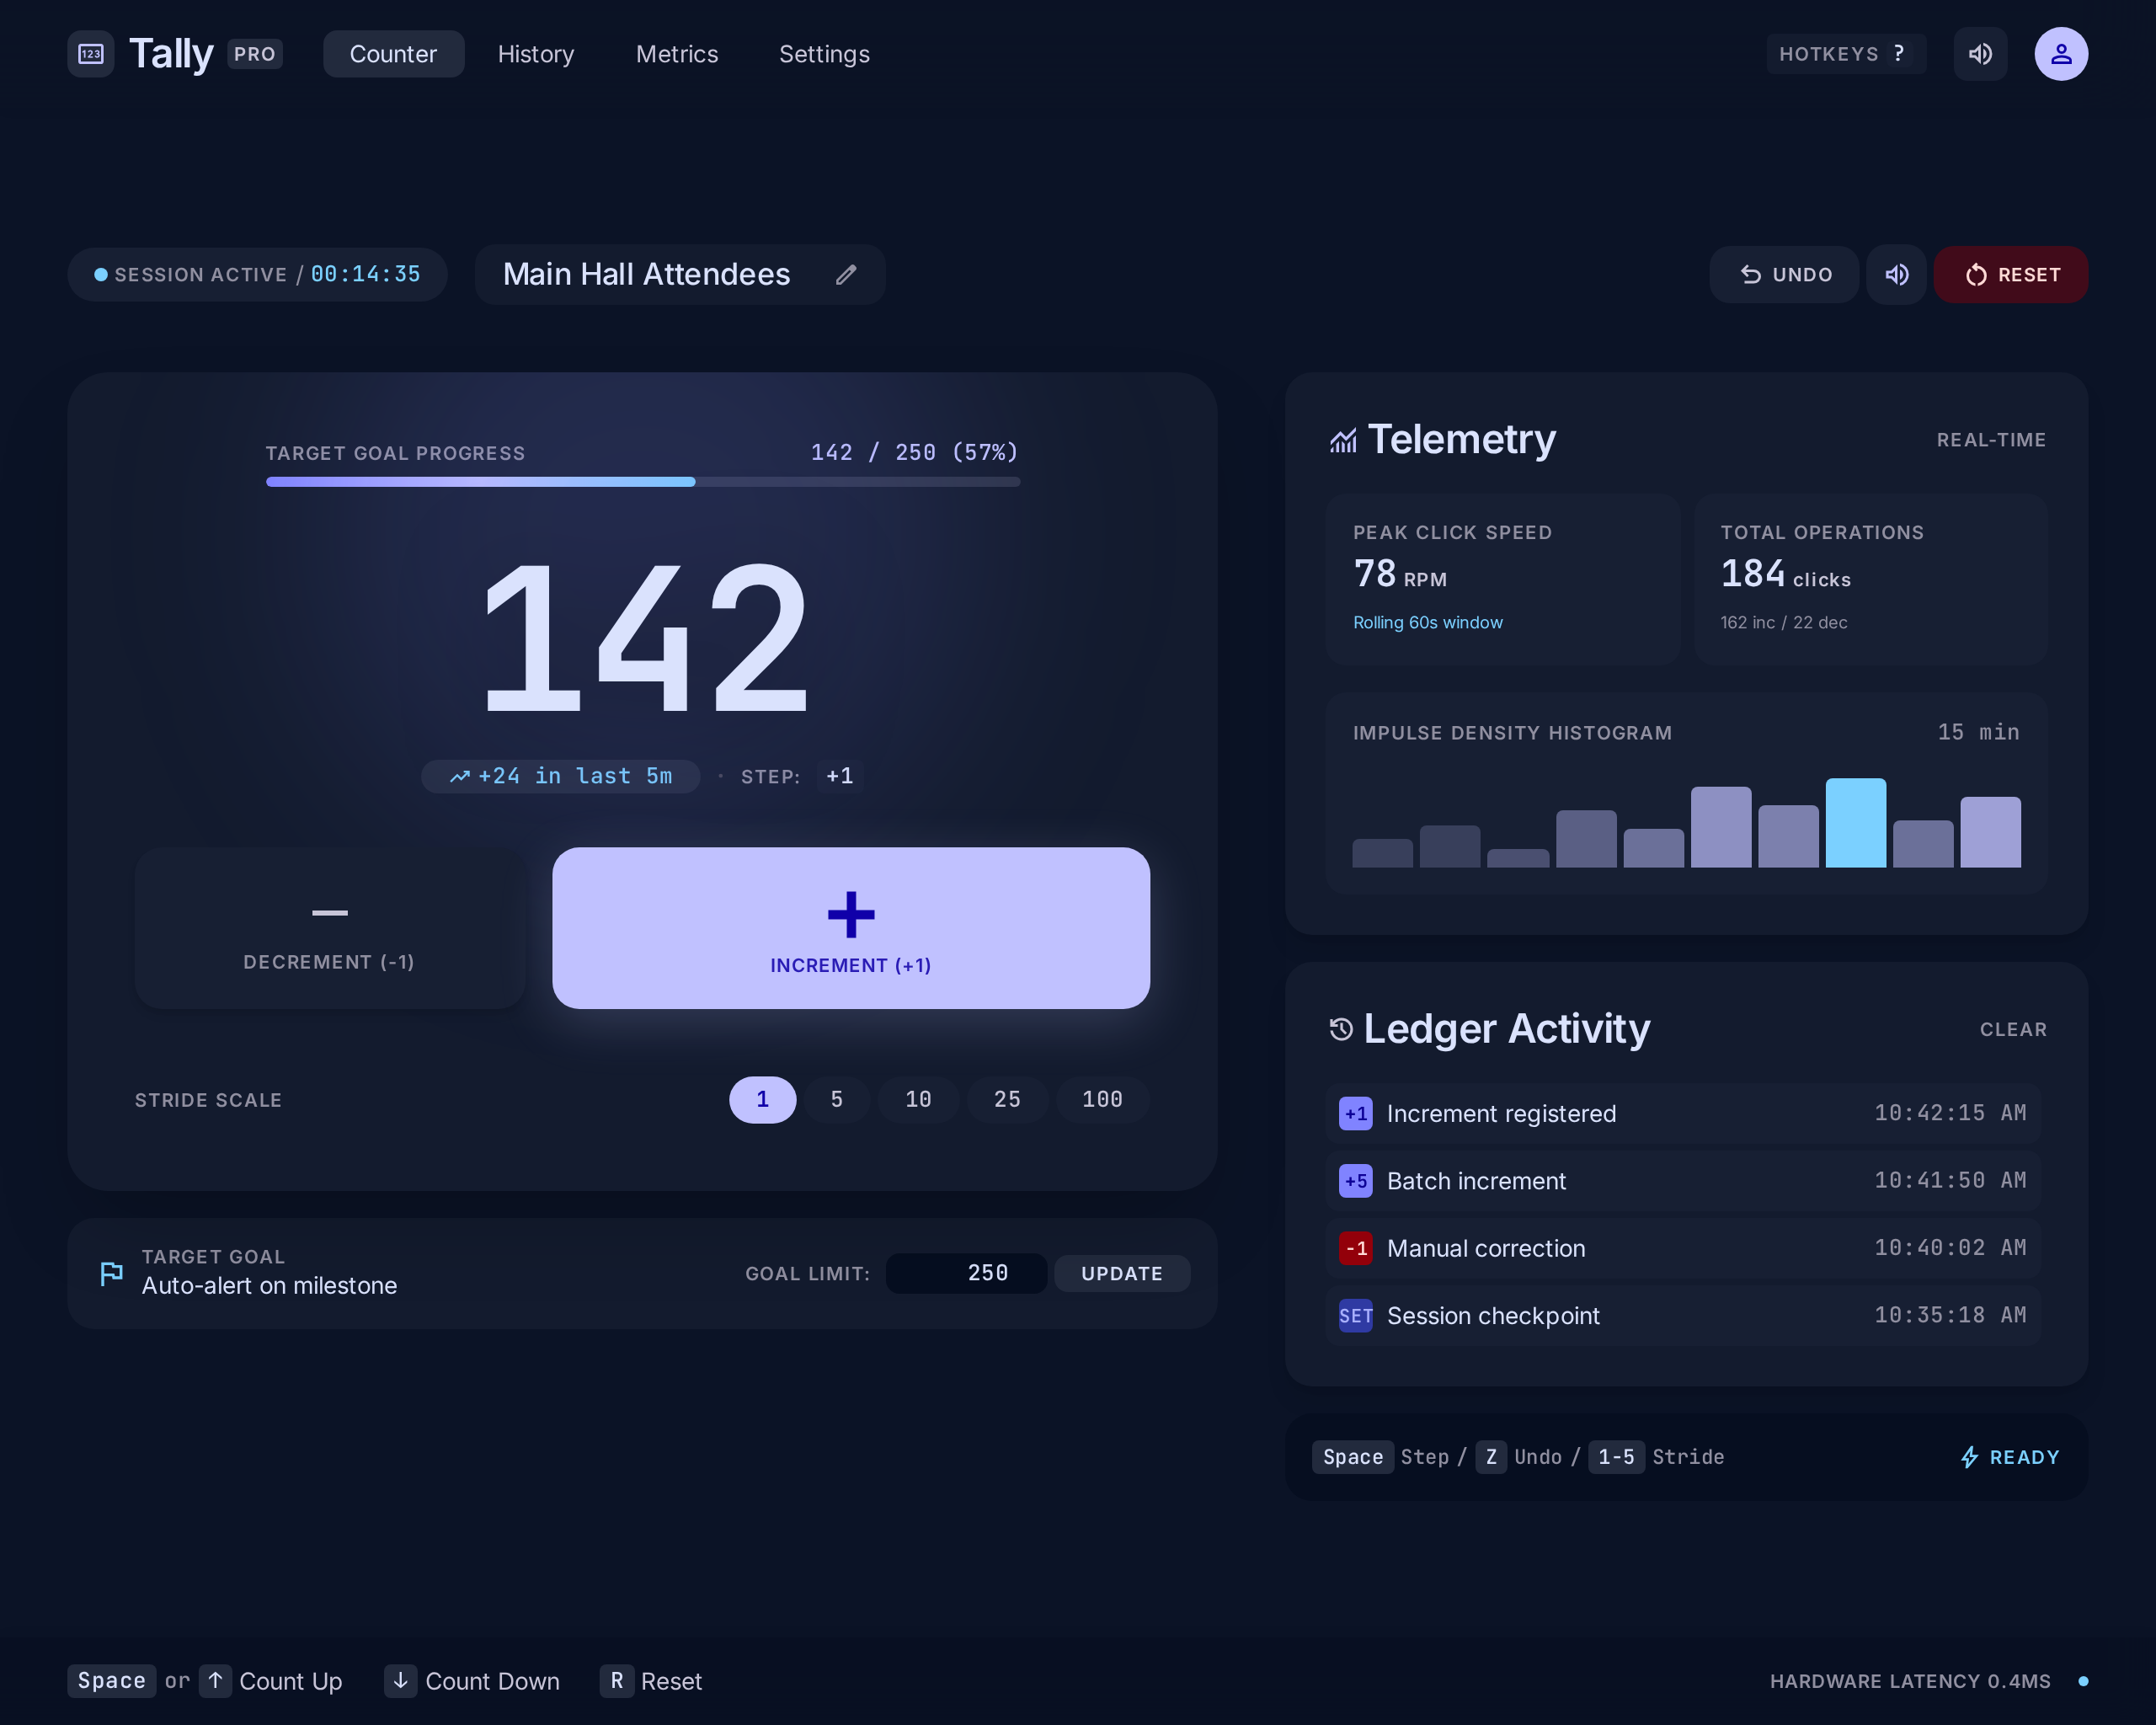 123 Tally PRO Counter History Metrics Settings HOTKEYS ?
SESSION ACTIVE / 00:14:35 Main Hall Attendees UNDO RESET
TARGET GOAL PROGRESS 142 / 250 (57%)
142
+24 in last 5m · STEP: +1
DECREMENT (-1)
INCREMENT (+1)
STRIDE SCALE 1 5 10 25 100
TARGET GOAL
Auto-alert on milestone
GOAL LIMIT: 250 UPDATE
Telemetry REAL-TIME
PEAK CLICK SPEED
78 RPM
Rolling 60s window
TOTAL OPERATIONS
184 clicks
162 inc / 22 dec
IMPULSE DENSITY HISTOGRAM 15 min
Ledger Activity CLEAR
+1 Increment registered 10:42:15 AM
+5 Batch increment 10:41:50 AM
-1 Manual correction 10:40:02 AM
SET Session checkpoint 10:35:18 AM
Space Step / Z Undo / 1-5 Stride READY
Space or ↑ Count Up ↓ Count Down R Reset HARDWARE LATENCY 0.4MS